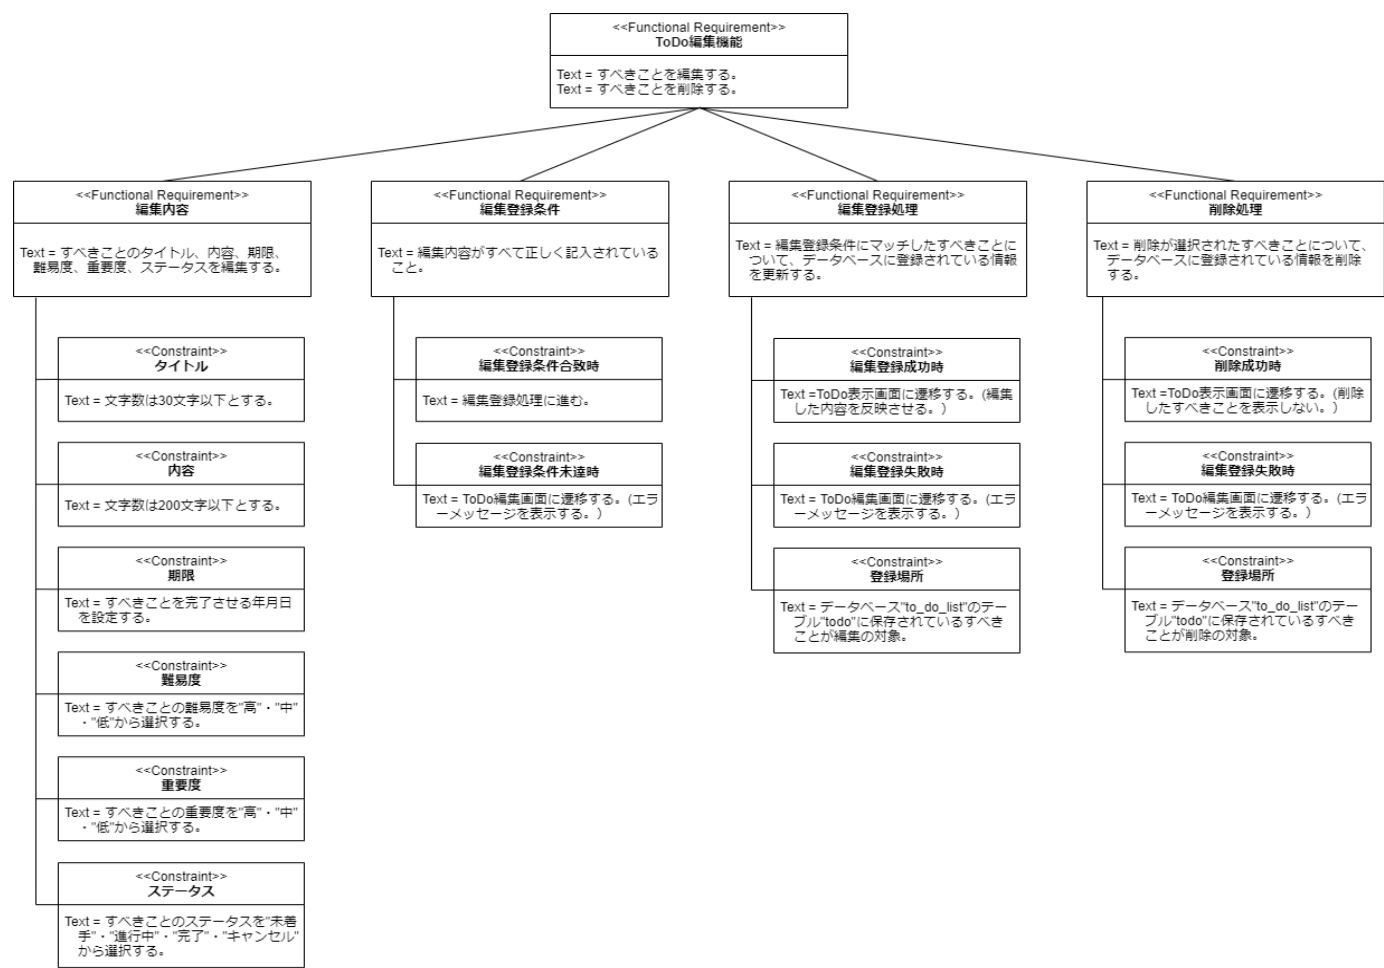 <<Functional Requirement>>
ToDo編集機能
Text = すべきことを編集する。
Text = すべきことを削除する。
<<Functional Requirement>>
編集内容
Text = すべきことのタイトル、内容、期限、
難易度、重要度、ステータスを編集する。
<<Constraint>>
タイトル
Text = 文字数は30文字以下とする。
<<Constraint>>
内容
Text = 文字数は200文字以下とする。
<<Constraint>>
期限
Text = すべきことを完了させる年月日
を設定する。
<<Constraint>>
難易度
Text = すべきことの難易度を"高"・"中"
・"低"から選択する。
<<Constraint>>
重要度
Text = すべきことの重要度を"高"・"中"
・"低"から選択する。
<<Constraint>>
ステータス
Text = すべきことのステータスを"未着
手"・"進行中"・"完了"・"キャンセル"
から選択する。
<<Functional Requirement>>
編集登録条件
Text = 編集内容がすべて正しく記入されている
こと。
<<Constraint>>
編集登録条件合致時
Text = 編集登録処理に進む。
<<Constraint>>
編集登録条件未達時
Text = ToDo編集画面に遷移する。(エラ
ーメッセージを表示する。)
<<Functional Requirement>>
編集登録処理
Text = 編集登録条件にマッチしたすべきことに
ついて、データベースに登録されている情報
を更新する。
<<Constraint>>
編集登録成功時
Text =ToDo表示画面に遷移する。(編集
した内容を反映させる。)
<<Constraint>>
編集登録失敗時
Text = ToDo編集画面に遷移する。(エラ
ーメッセージを表示する。)
<<Constraint>>
登録場所
Text = データベース"to_do_list"のテー
ブル"todo"に保存されているすべき
ことが編集の対象。
<<Functional Requirement>>
削除処理
Text = 削除が選択されたすべきことについて、
データベースに登録されている情報を削除
する。
<<Constraint>>
削除成功時
Text =ToDo表示画面に遷移する。(削除
したすべきことを表示しない。)
<<Constraint>>
編集登録失敗時
Text = ToDo編集画面に遷移する。(エラ
ーメッセージを表示する。)
<<Constraint>>
登録場所
Text = データベース"to_do_list"のテー
ブル"todo"に保存されているすべき
ことが削除の対象。